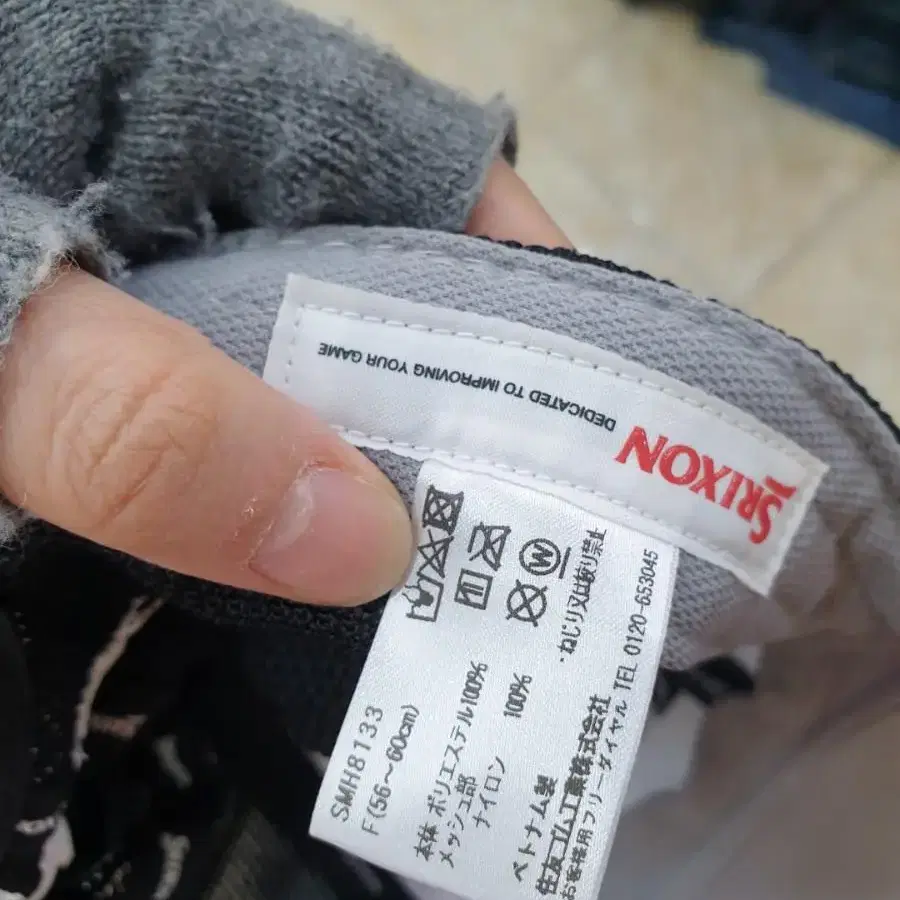 SRIXON
DEDICATED TO IMPROVING YOUR GAME
SMH8133
F(56～60cm)
本体 ポリエステル100%
メッシュ部
ナイロン 100%
W
・ねじり又は絞り禁止
ベトナム製
住友ゴム工業株式会社
お客様用フリーダイヤル TEL 0120-653045